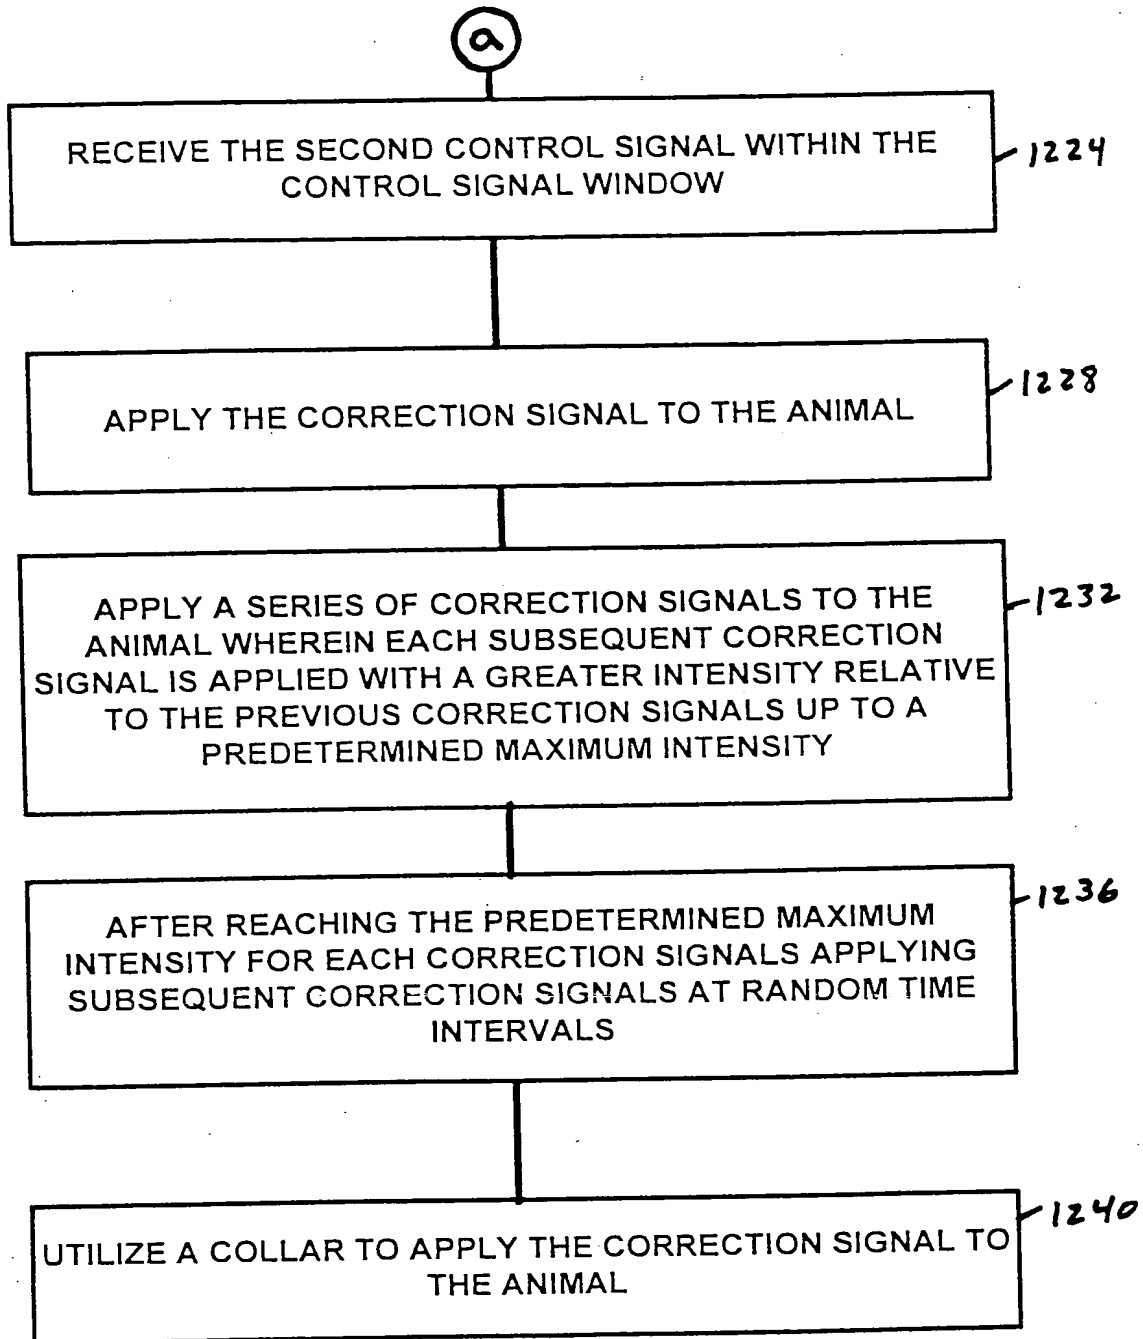 a
RECEIVE THE SECOND CONTROL SIGNAL WITHIN THE
CONTROL SIGNAL WINDOW
1224
APPLY THE CORRECTION SIGNAL TO THE ANIMAL
1228
APPLY A SERIES OF CORRECTION SIGNALS TO THE
ANIMAL WHEREIN EACH SUBSEQUENT CORRECTION
SIGNAL IS APPLIED WITH A GREATER INTENSITY RELATIVE
TO THE PREVIOUS CORRECTION SIGNALS UP TO A
PREDETERMINED MAXIMUM INTENSITY
1232
AFTER REACHING THE PREDETERMINED MAXIMUM
INTENSITY FOR EACH CORRECTION SIGNALS APPLYING
SUBSEQUENT CORRECTION SIGNALS AT RANDOM TIME
INTERVALS
1236
UTILIZE A COLLAR TO APPLY THE CORRECTION SIGNAL TO
THE ANIMAL
1240